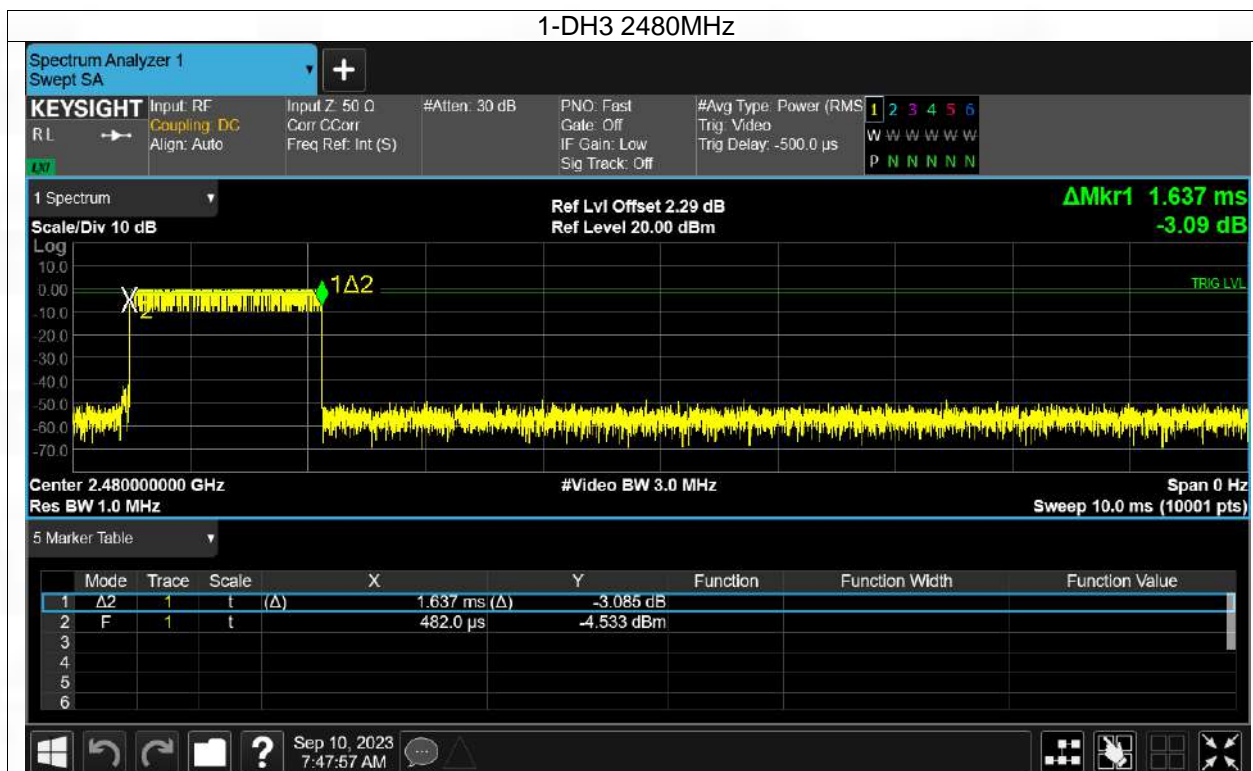 1-DH3 2480MHz
Spectrum Analyzer 1
Swept SA
+
KEYSIGHT
RL
LXI
Input: RF
Coupling: DC
Align: Auto
Input Z: 50 Ω
Corr CCorr
Freq Ref: Int (S)
#Atten: 30 dB
PNO: Fast
Gate: Off
IF Gain: Low
Sig Track: Off
#Avg Type: Power (RMS
Trig: Video
Trig Delay: -500.0 µs
1 2 3 4 5 6
W W W W W W
P N N N N N
1 Spectrum
Scale/Div 10 dB
Ref Lvl Offset 2.29 dB
Ref Level 20.00 dBm
ΔMkr1 1.637 ms
-3.09 dB
Log
10.0
0.00
-10.0
-20.0
-30.0
-40.0
-50.0
-60.0
-70.0
1Δ2
2
TRIG LVL
Center 2.480000000 GHz
Res BW 1.0 MHz
#Video BW 3.0 MHz
Span 0 Hz
Sweep 10.0 ms (10001 pts)
5 Marker Table
Mode Trace Scale X Y Function Function Width Function Value
1 Δ2 1 t (Δ) 1.637 ms (Δ) -3.085 dB
2 F 1 t 482.0 µs -4.533 dBm
3
4
5
6
?
Sep 10, 2023
7:47:57 AM